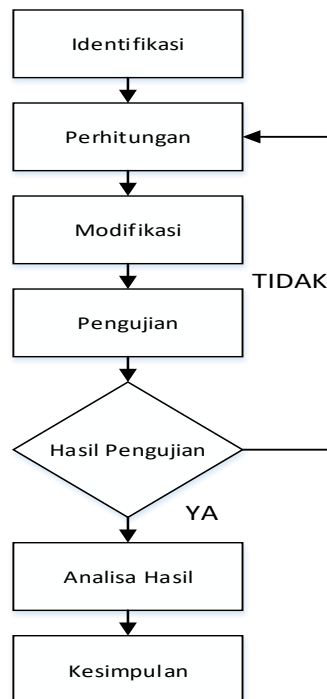 Identifikasi
Perhitungan
Modifikasi
TIDAK
Pengujian
Hasil Pengujian
YA
Analisa Hasil
Kesimpulan